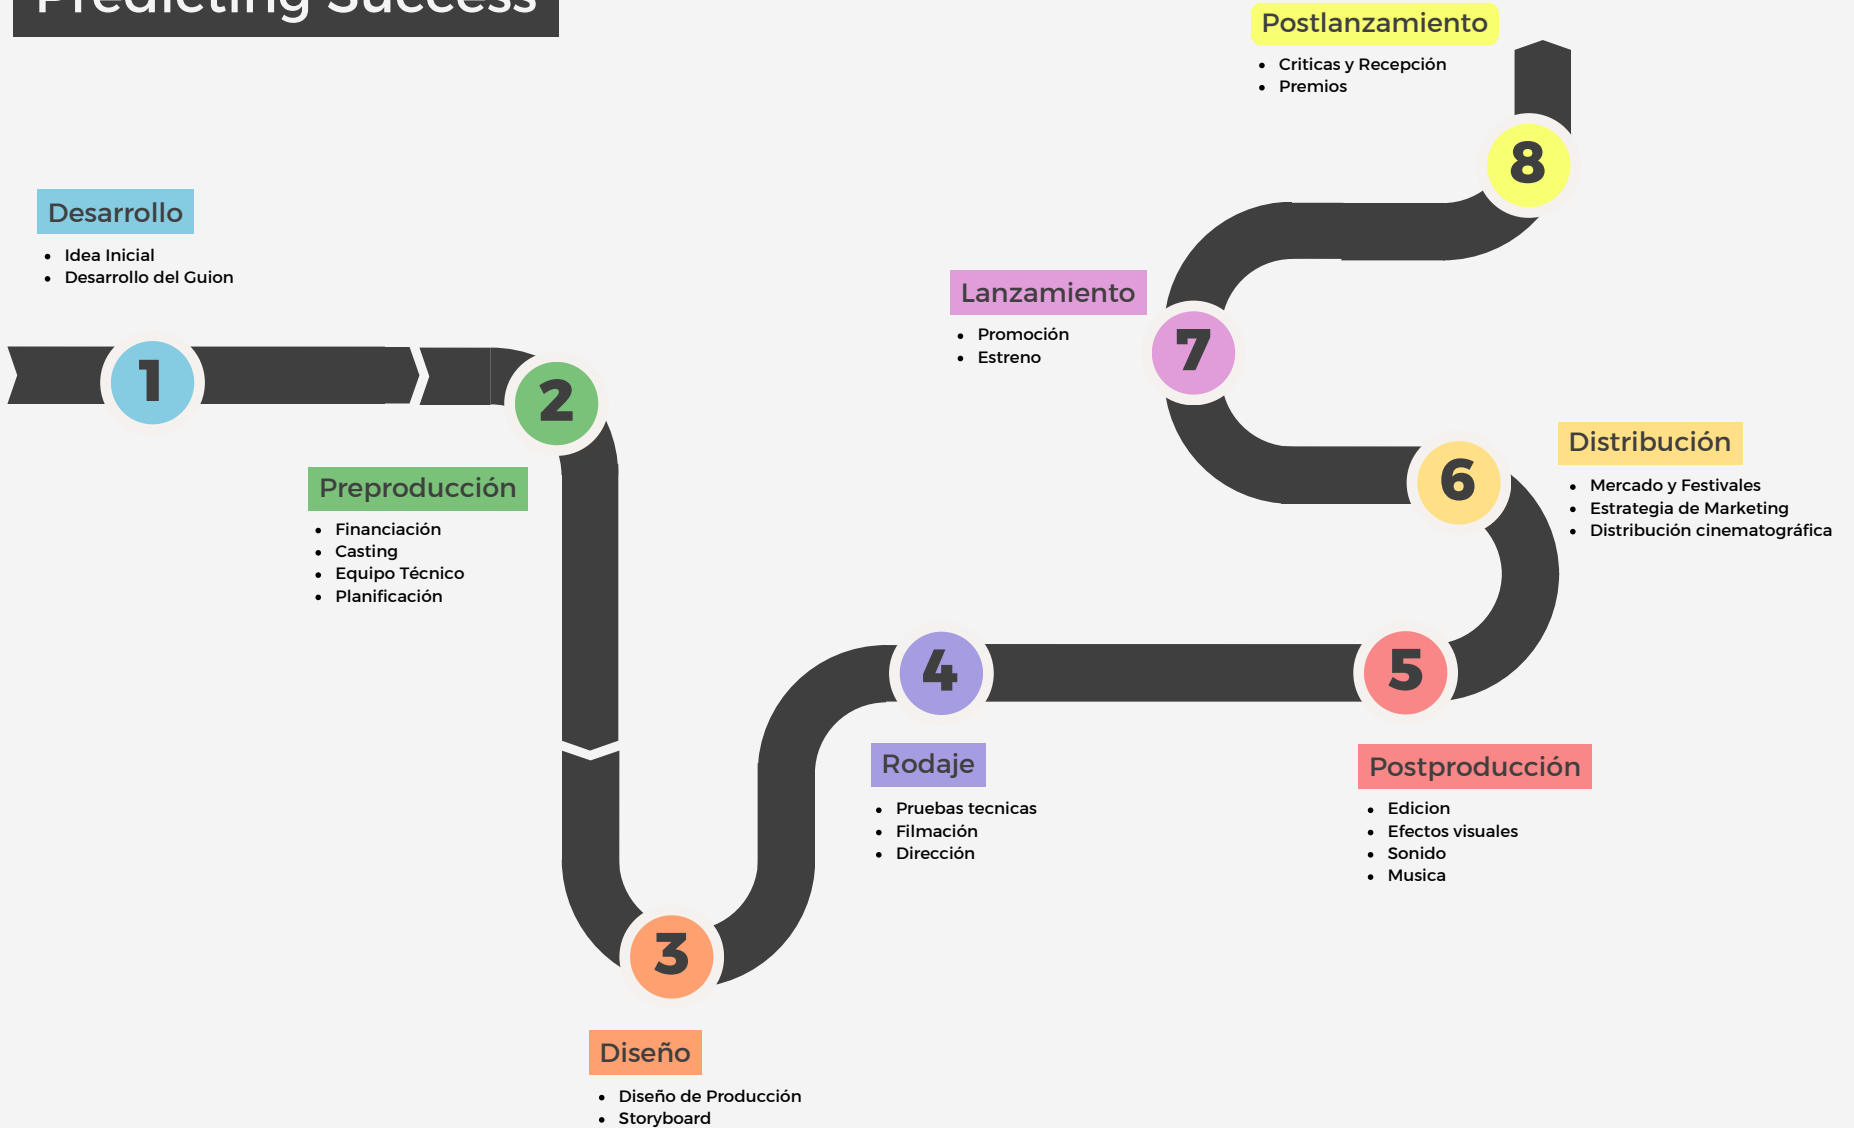 Predicting Success
Desarrollo
Idea Inicial
Desarrollo del Guion
1
2
Preproducción
Financiación
Casting
Equipo Técnico
Planificación
3
Diseño
Diseño de Producción
Storyboard
4
Rodaje
Pruebas tecnicas
Filmación
Dirección
5
Postproducción
Edicion
Efectos visuales
Sonido
Musica
6
Distribución
Mercado y Festivales
Estrategia de Marketing
Distribución cinematográfica
7
Lanzamiento
Promoción
Estreno
8
Postlanzamiento
Criticas y Recepción
Premios